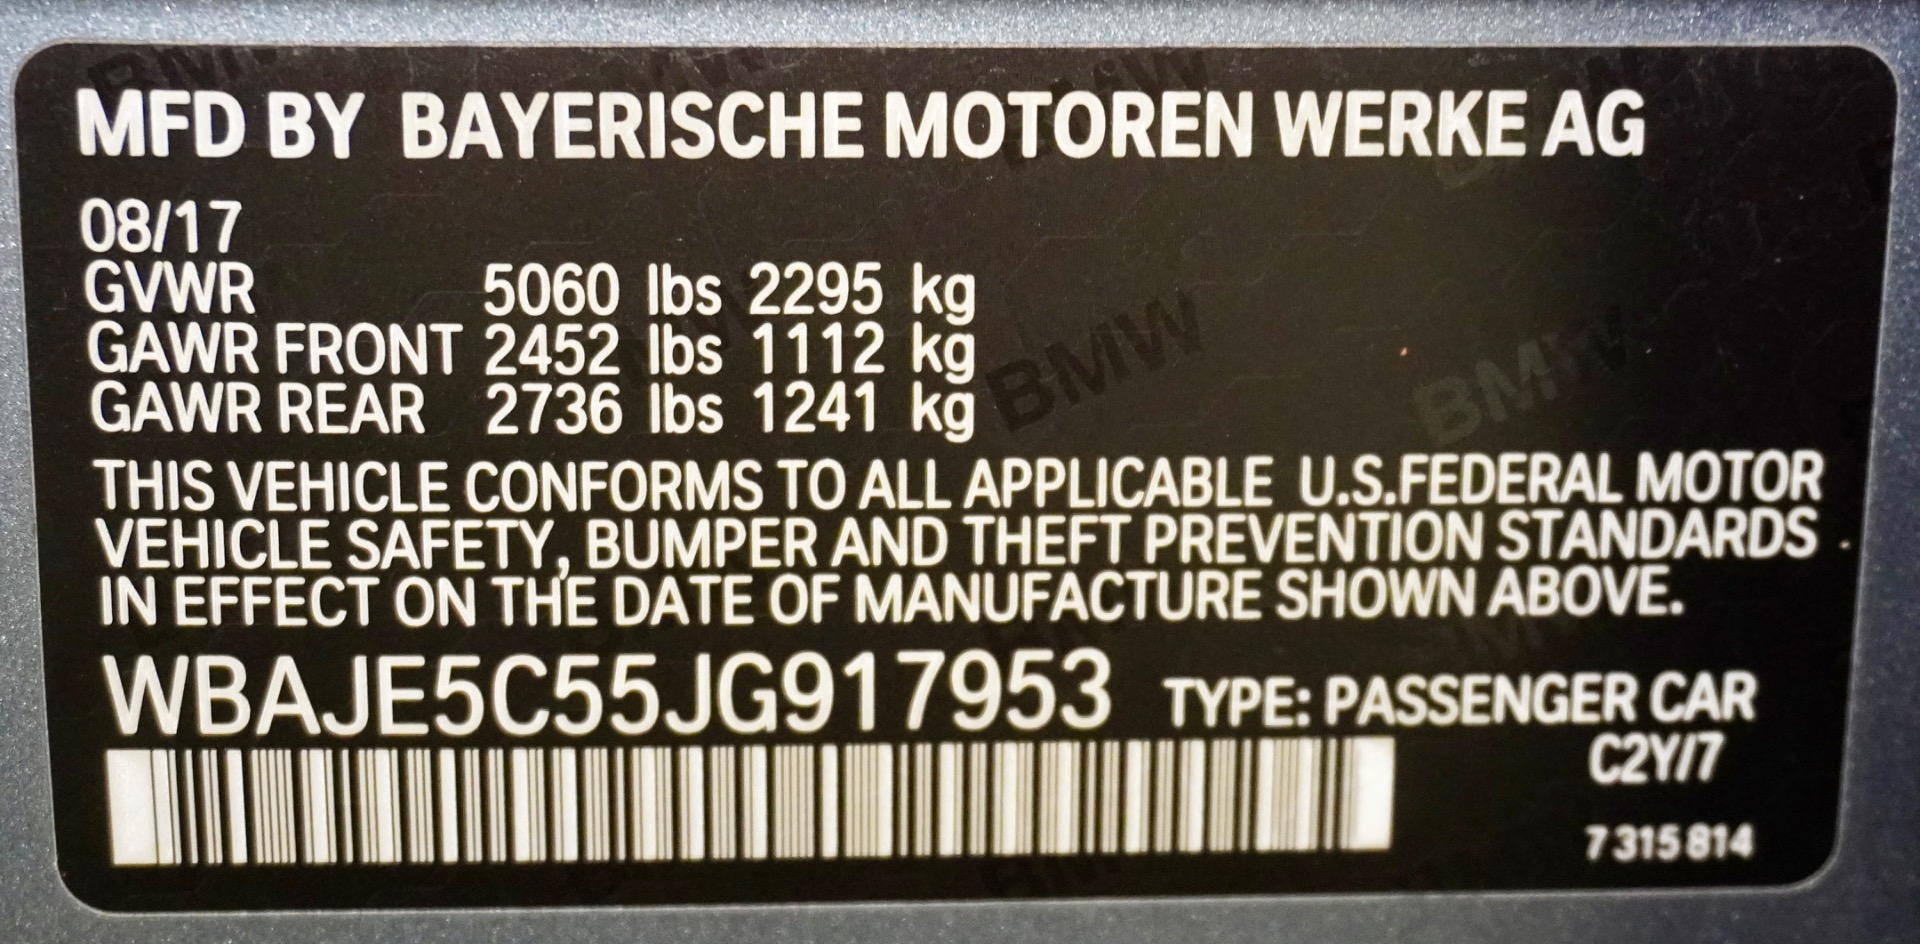 MFD BY BAYERISCHE MOTOREN WERKE AG
08/17
GVWR 5060 lbs 2295 kg
GAWR FRONT 2452 lbs 1112 kg
GAWR REAR 2736 lbs 1241 kg
THIS VEHICLE CONFORMS TO ALL APPLICABLE U.S.FEDERAL MOTOR
VEHICLE SAFETY, BUMPER AND THEFT PREVENTION STANDARDS
IN EFFECT ON THE DATE OF MANUFACTURE SHOWN ABOVE.
WBAJE5C55JG917953 TYPE: PASSENGER CAR
C2Y/7
7 315 814
BMW
BMW
BMW